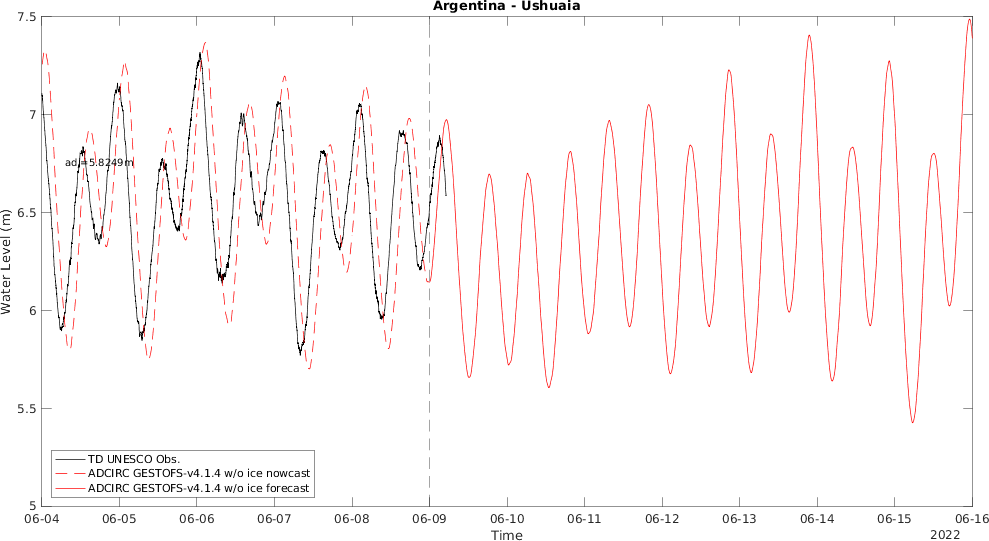 Argentina - Ushuaia
7.5
7
6.5
6
5.5
5
Water Level (m)
adj=5.8249m
TD UNESCO Obs.
ADCIRC GESTOFS-v4.1.4 w/o ice nowcast
ADCIRC GESTOFS-v4.1.4 w/o ice forecast
06-04 06-05 06-06 06-07 06-08 06-09 06-10 06-11 06-12 06-13 06-14 06-15 06-16
Time
2022